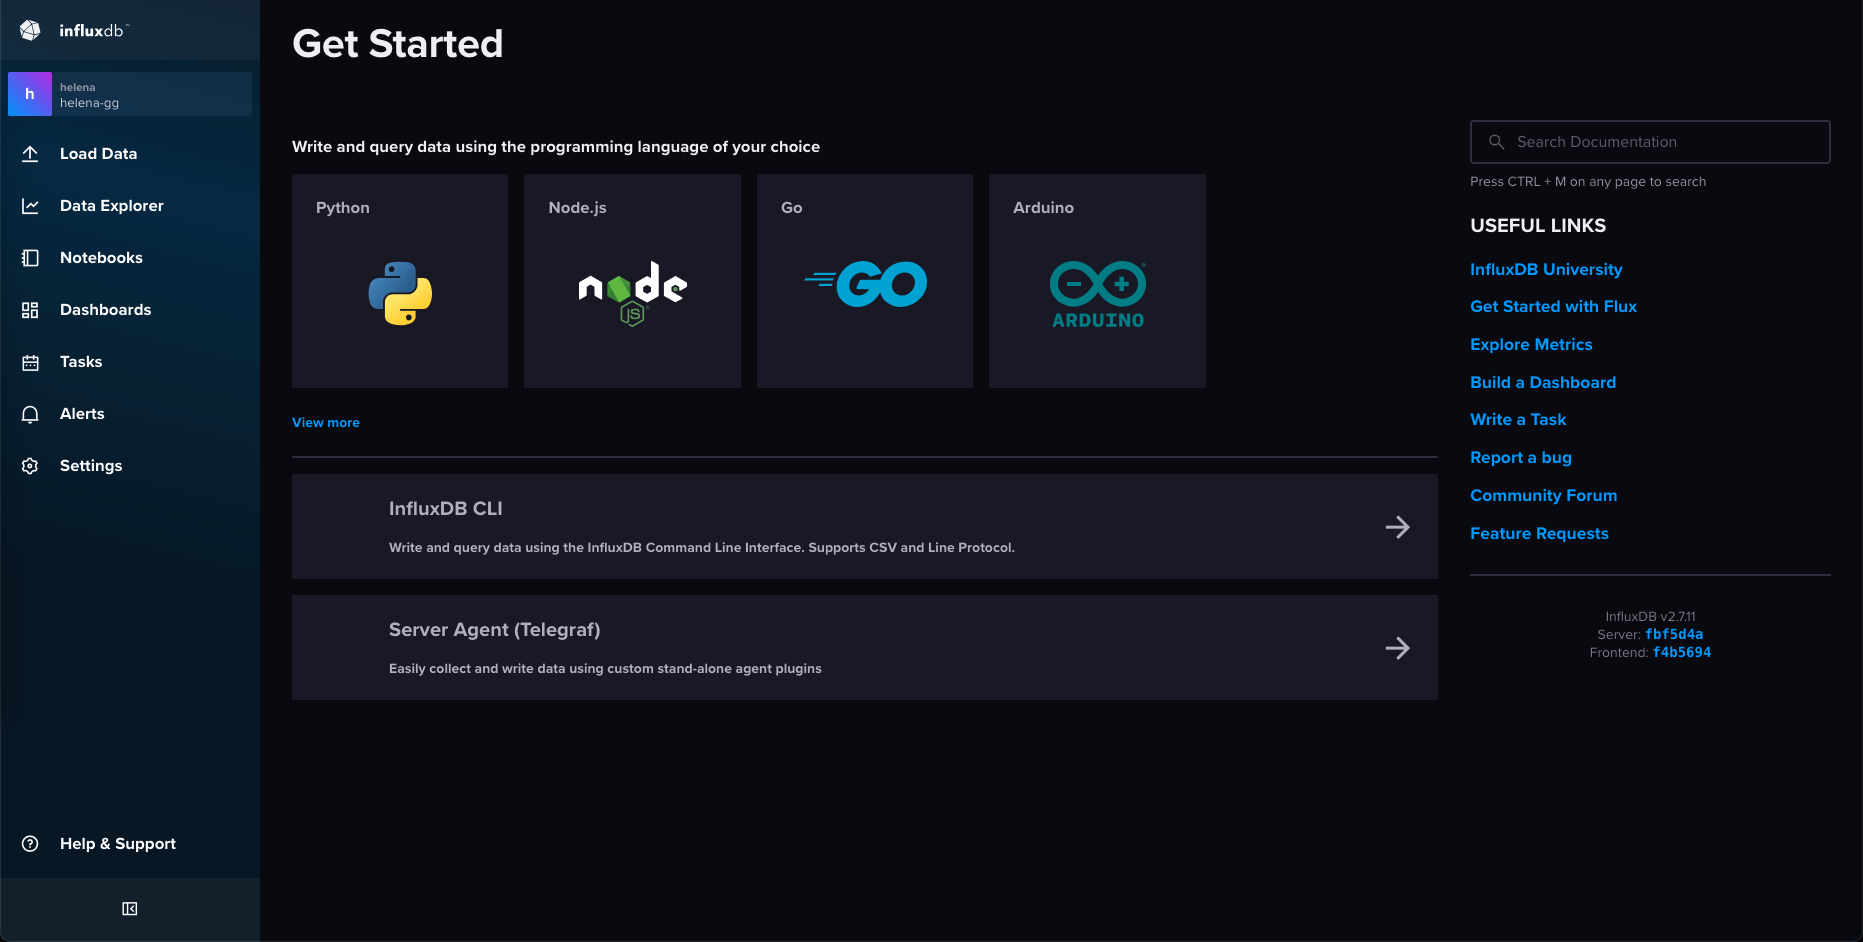 influxdb™
h
helena
helena-gg
Load Data
Data Explorer
Notebooks
Dashboards
Tasks
Alerts
Settings
Help & Support
Get Started
Write and query data using the programming language of your choice
Python
Node.js
Go
Arduino
node
JS
GO
ARDUINO
View more
InfluxDB CLI
Write and query data using the InfluxDB Command Line Interface. Supports CSV and Line Protocol.
Server Agent (Telegraf)
Easily collect and write data using custom stand-alone agent plugins
Search Documentation
Press CTRL + M on any page to search
USEFUL LINKS
InfluxDB University
Get Started with Flux
Explore Metrics
Build a Dashboard
Write a Task
Report a bug
Community Forum
Feature Requests
InfluxDB v2.7.11
Server: fbf5d4a
Frontend: f4b5694